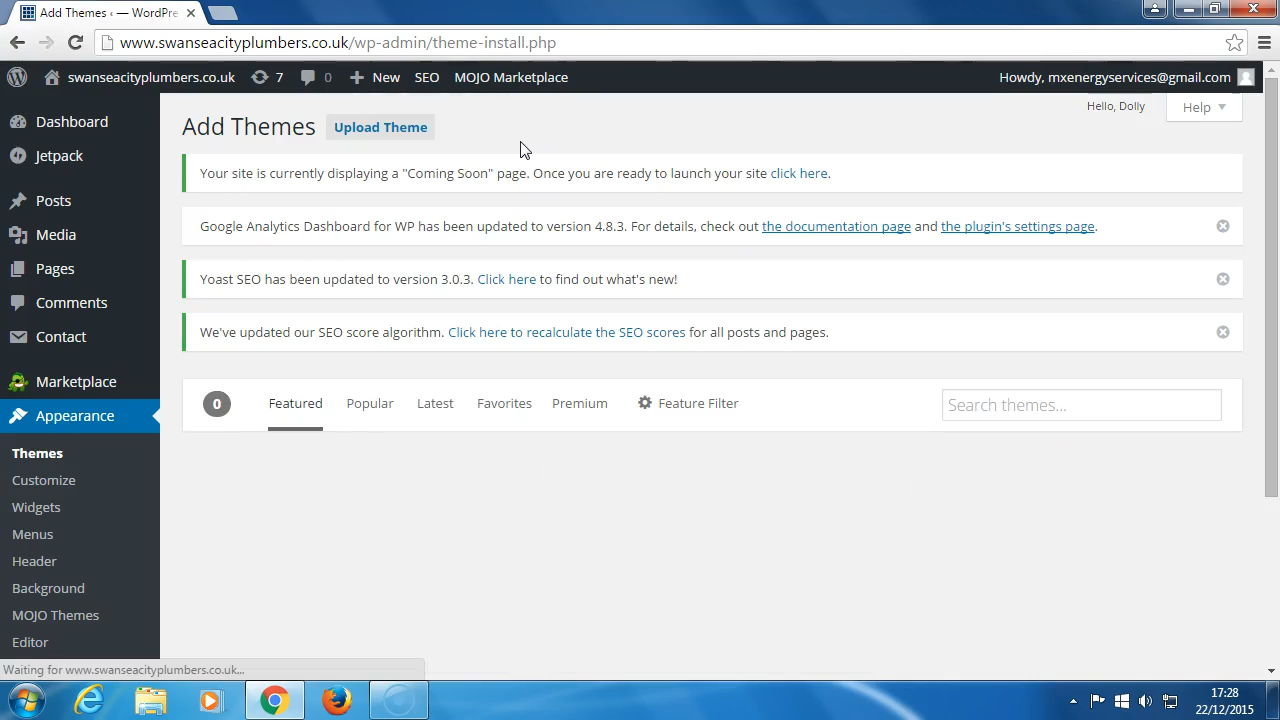 Add Themes ‹ — WordPre
www.swanseacityplumbers.co.uk/wp-admin/theme-install.php
swanseacityplumbers.co.uk 7 0 New SEO MOJO Marketplace Howdy, mxenergyservices@gmail.com
Hello, Dolly Help
Add Themes Upload Theme
Your site is currently displaying a "Coming Soon" page. Once you are ready to launch your site click here.
Google Analytics Dashboard for WP has been updated to version 4.8.3. For details, check out the documentation page and the plugin's settings page.
Yoast SEO has been updated to version 3.0.3. Click here to find out what's new!
We've updated our SEO score algorithm. Click here to recalculate the SEO scores for all posts and pages.
0 Featured Popular Latest Favorites Premium Feature Filter Search themes...
Dashboard
Jetpack
Posts
Media
Pages
Comments
Contact
Marketplace
Appearance
Themes
Customize
Widgets
Menus
Header
Background
MOJO Themes
Editor
Waiting for www.swanseacityplumbers.co.uk...
17:28
22/12/2015